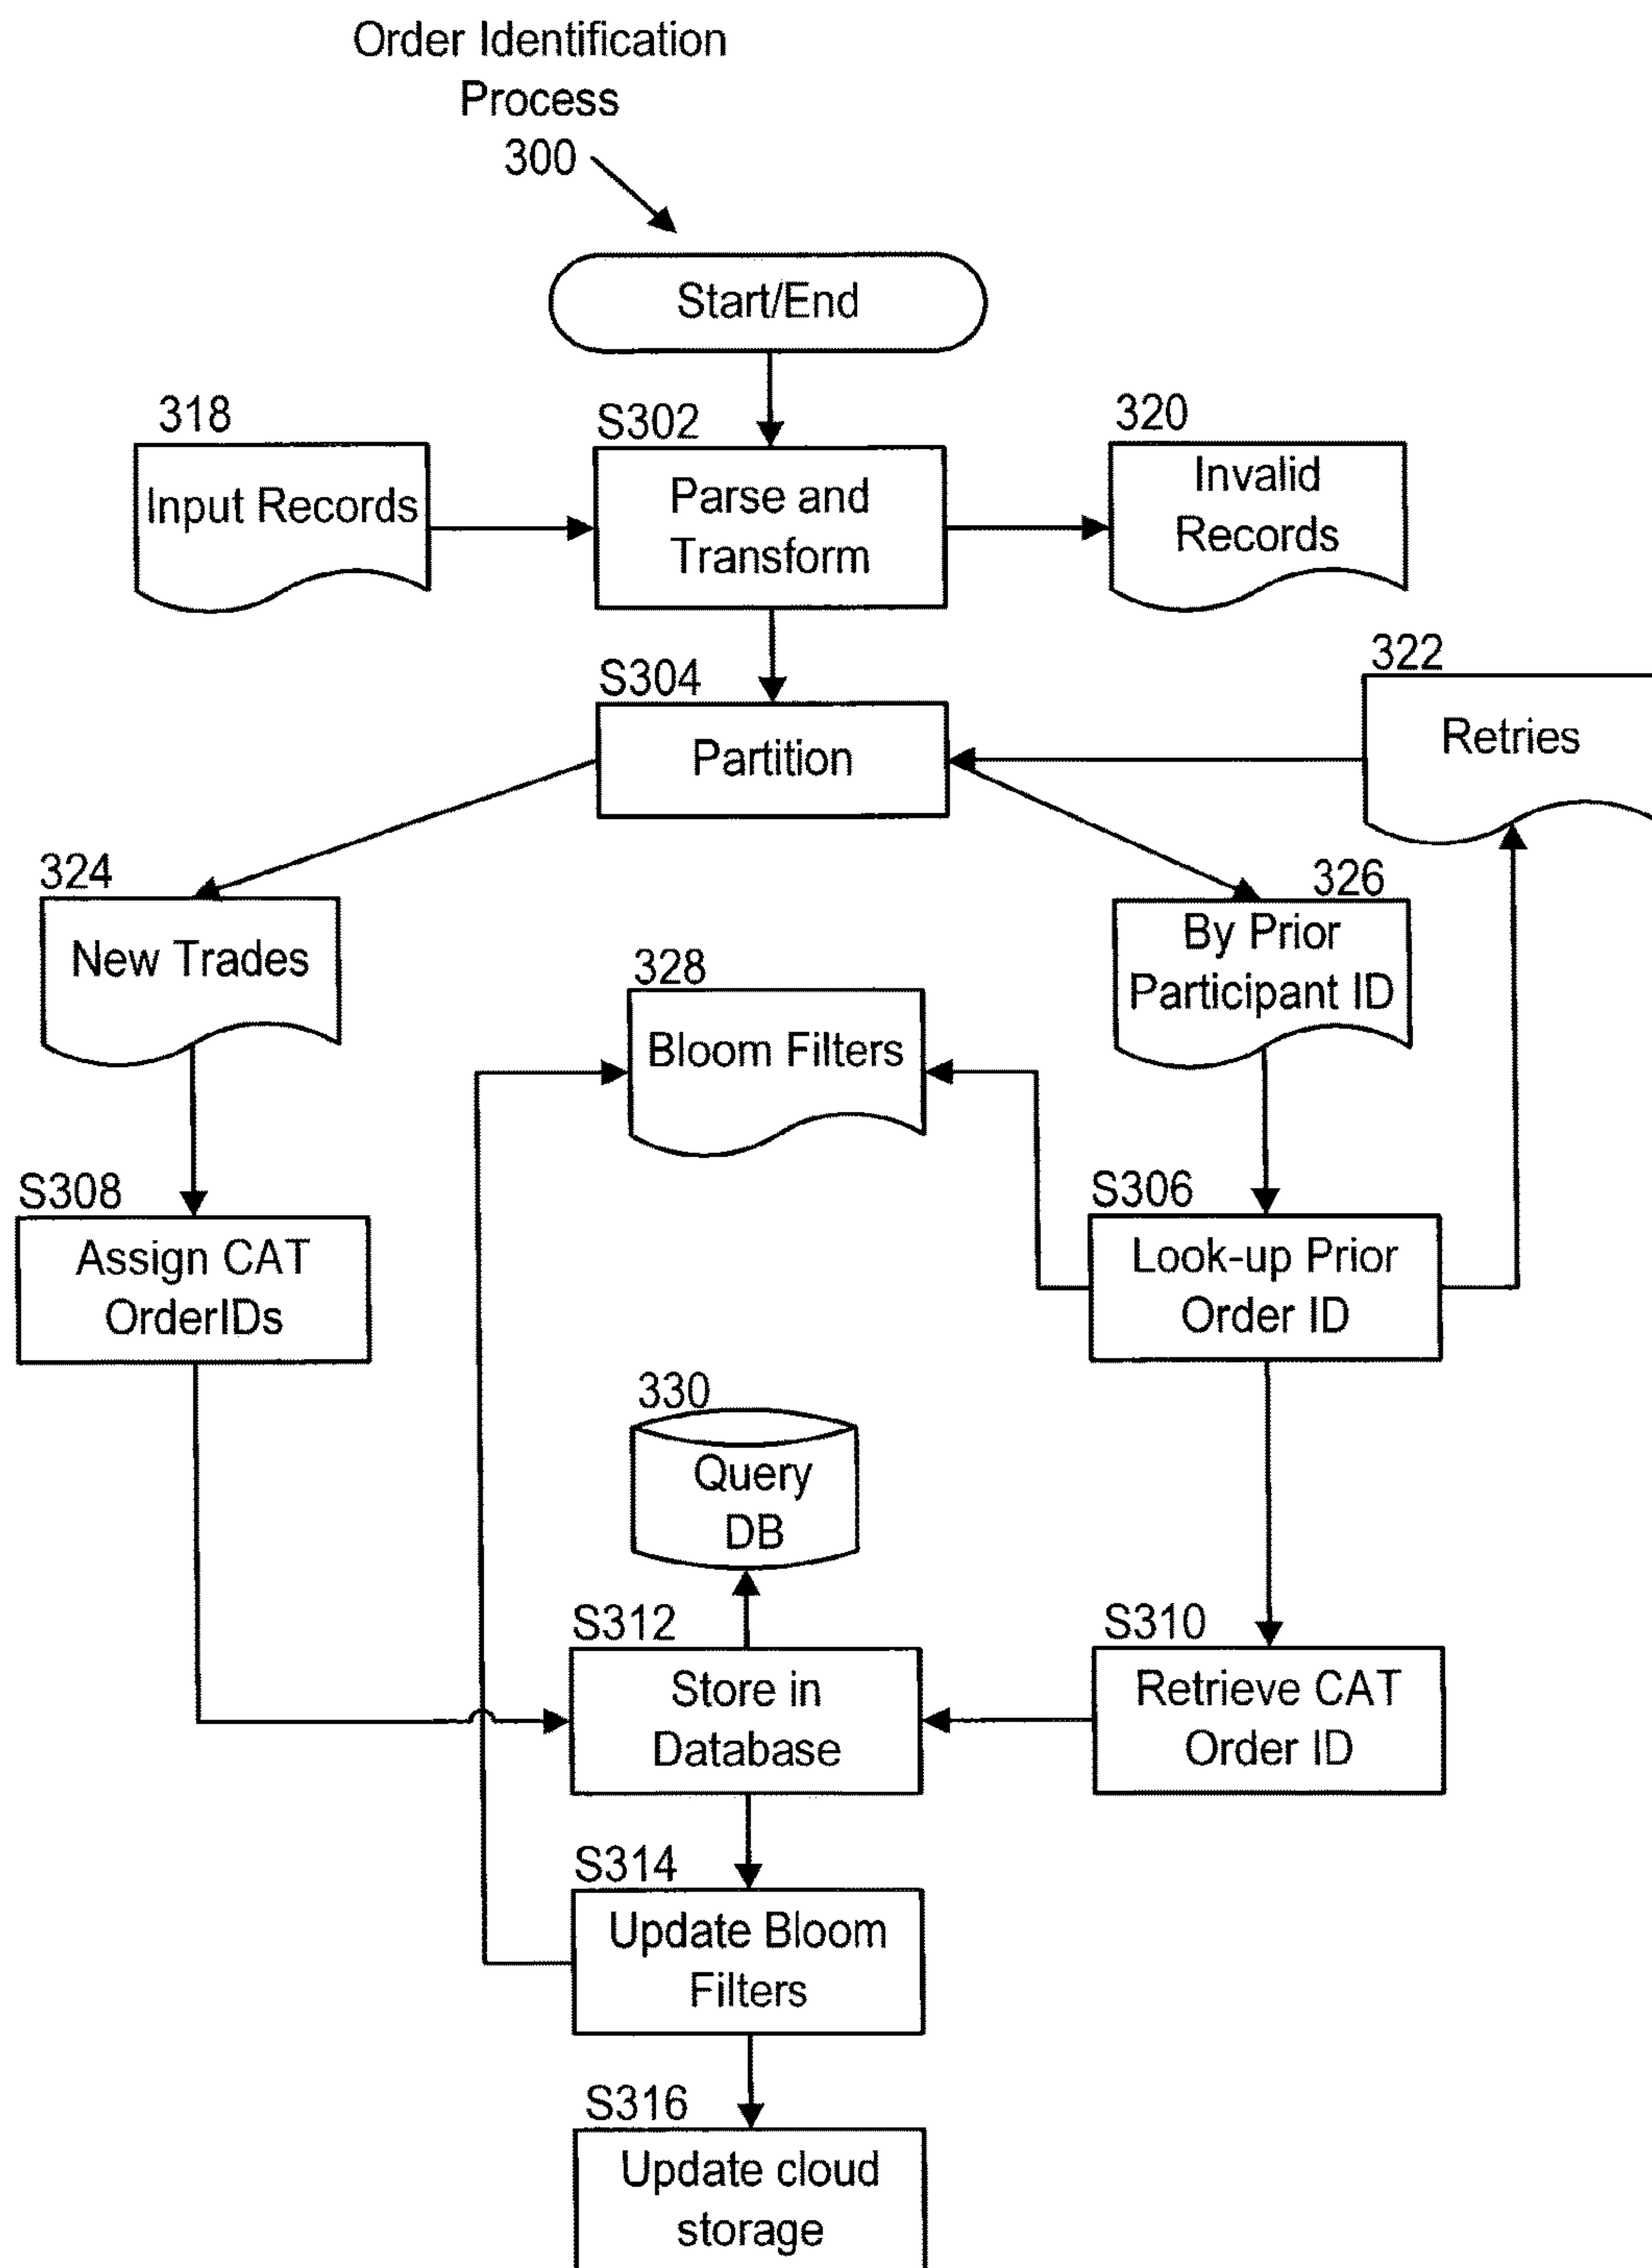 Order Identification
Process
300
Start/End
318
Input Records
S302
Parse and
Transform
320
Invalid
Records
S304
Partition
322
Retries
324
New Trades
326
By Prior
Participant ID
328
Bloom Filters
S308
Assign CAT
OrderIDs
S306
Look-up Prior
Order ID
330
Query
DB
S312
Store in
Database
S310
Retrieve CAT
Order ID
S314
Update Bloom
Filters
S316
Update cloud
storage